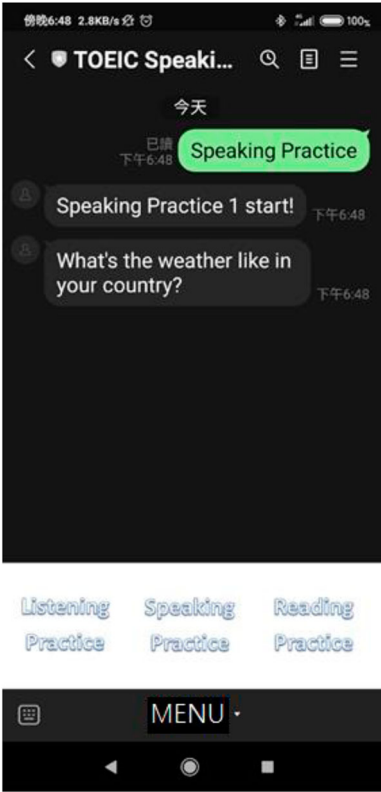 傍晚6:48 2.8KB/s
100%
TOEIC Speaki...
今天
已讀
下午6:48
Speaking Practice
Speaking Practice 1 start!
下午6:48
What's the weather like in
your country?
下午6:48
Listening Speaking Reading
Practice Practice Practice
MENU